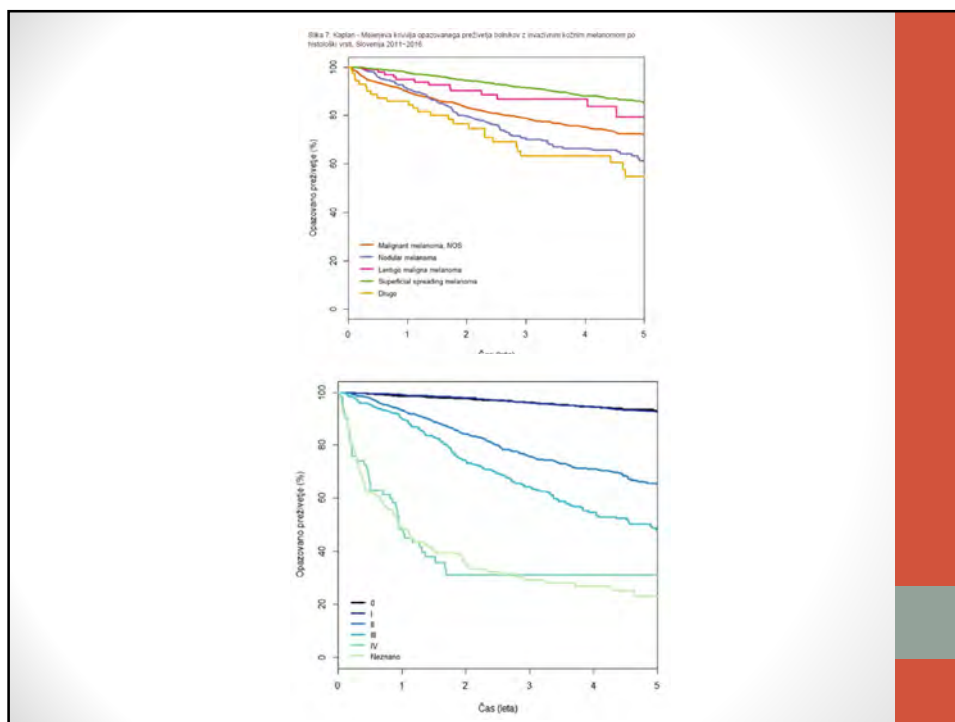 Slika 7: Kaplan - Meierjeva krivulja opazovanega preživetja bolnikov z invazivnim kožnim melanomom po
histološki vrsti, Slovenija 2011-2016
Opazovano preživetje (%)
100
80
60
40
20
0
Malignant melanoma, NOS
Nodular melanoma
Lentigo maligna melanoma
Superficial spreading melanoma
Drugo
0 1 2 3 4 5
Čas (leta)
Opazovano preživetje (%)
100
80
60
40
20
0
0
I
II
III
IV
Neznano
0 1 2 3 4 5
Čas (leta)